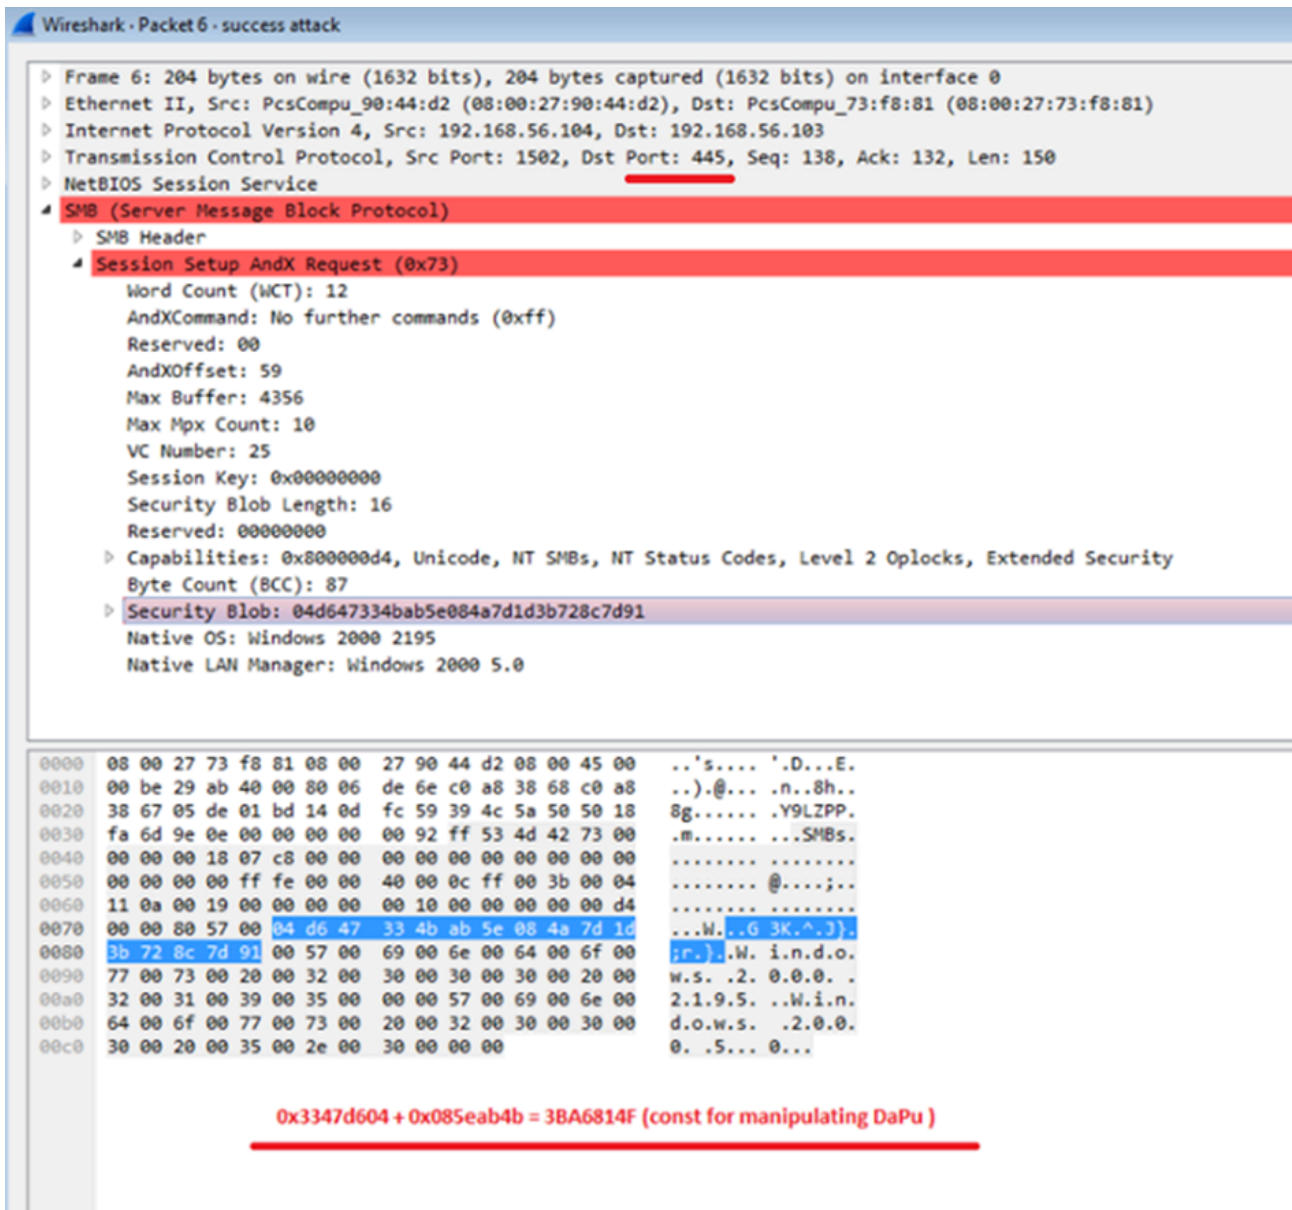 Wireshark · Packet 6 · success attack
Frame 6: 204 bytes on wire (1632 bits), 204 bytes captured (1632 bits) on interface 0
Ethernet II, Src: PcsCompu_90:44:d2 (08:00:27:90:44:d2), Dst: PcsCompu_73:f8:81 (08:00:27:73:f8:81)
Internet Protocol Version 4, Src: 192.168.56.104, Dst: 192.168.56.103
Transmission Control Protocol, Src Port: 1502, Dst Port: 445, Seq: 138, Ack: 132, Len: 150
NetBIOS Session Service
SMB (Server Message Block Protocol)
SMB Header
Session Setup AndX Request (0x73)
Word Count (WCT): 12
AndXCommand: No further commands (0xff)
Reserved: 00
AndXOffset: 59
Max Buffer: 4356
Max Mpx Count: 10
VC Number: 25
Session Key: 0x00000000
Security Blob Length: 16
Reserved: 00000000
Capabilities: 0x800000d4, Unicode, NT SMBs, NT Status Codes, Level 2 Oplocks, Extended Security
Byte Count (BCC): 87
Security Blob: 04d647334bab5e084a7d1d3b728c7d91
Native OS: Windows 2000 2195
Native LAN Manager: Windows 2000 5.0
0000 08 00 27 73 f8 81 08 00 27 90 44 d2 08 00 45 00 ..'s.... '.D...E.
0010 00 be 29 ab 40 00 80 06 de 6e c0 a8 38 68 c0 a8 ..).@... .n..8h..
0020 38 67 05 de 01 bd 14 0d fc 59 39 4c 5a 50 50 18 8g...... .Y9LZPP.
0030 fa 6d 9e 0e 00 00 00 00 00 92 ff 53 4d 42 73 00 .m...... ...SMBs.
0040 00 00 00 18 07 c8 00 00 00 00 00 00 00 00 00 00 ........ ........
0050 00 00 00 00 ff fe 00 00 40 00 0c ff 00 3b 00 04 ........ @....;..
0060 11 0a 00 19 00 00 00 00 00 10 00 00 00 00 00 d4 ........ ........
0070 00 00 80 57 00 04 d6 47 33 4b ab 5e 08 4a 7d 1d ...W...G 3K.^.J}.
0080 3b 72 8c 7d 91 00 57 00 69 00 6e 00 64 00 6f 00 ;r.}..W. i.n.d.o.
0090 77 00 73 00 20 00 32 00 30 00 30 00 30 00 20 00 w.s. .2. 0.0.0. .
00a0 32 00 31 00 39 00 35 00 00 00 57 00 69 00 6e 00 2.1.9.5. ..W.i.n.
00b0 64 00 6f 00 77 00 73 00 20 00 32 00 30 00 30 00 d.o.w.s. .2.0.0.
00c0 30 00 20 00 35 00 2e 00 30 00 00 00 0. .5... 0...
0x3347d604 + 0x085eab4b = 3BA6814F (const for manipulating DaPu )